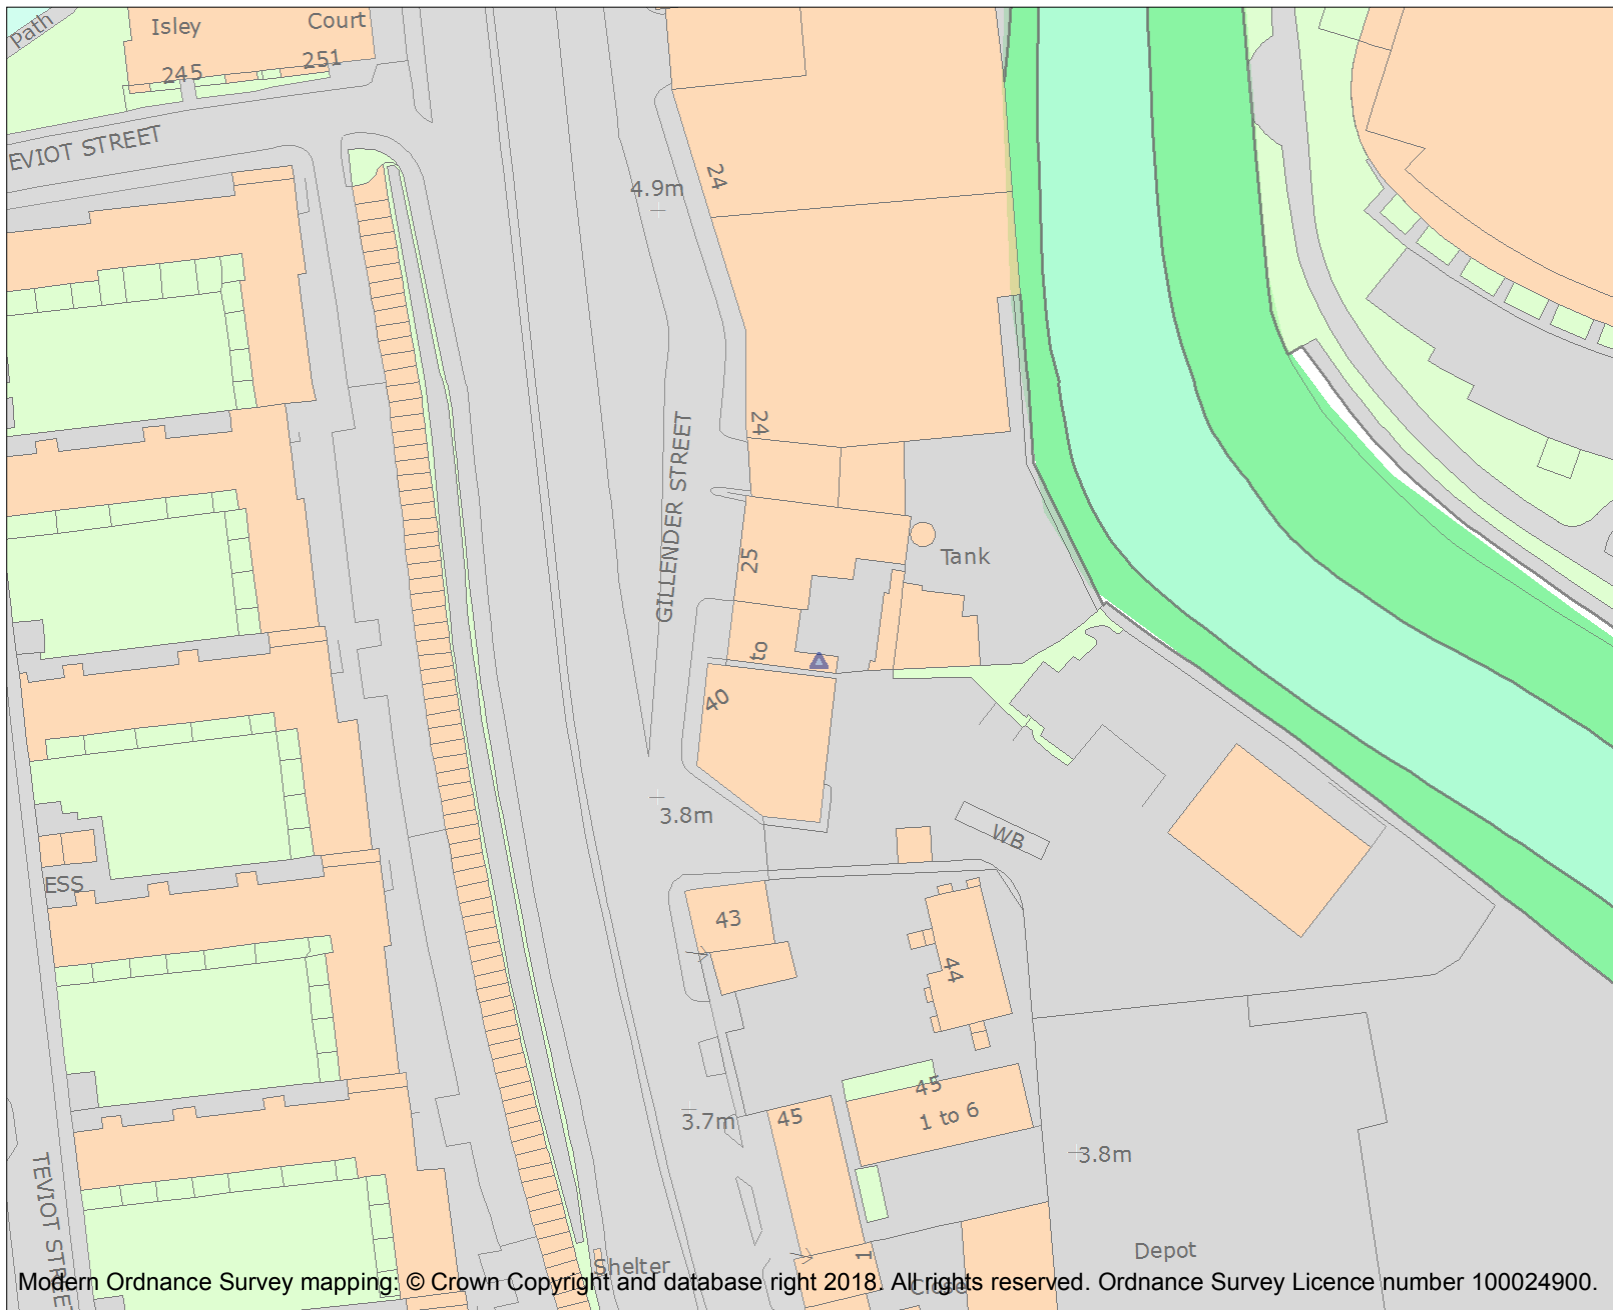 Path
Isley Court
245
251
EVIOT STREET
24
4.9m
24
GILLENDER STREET
25
Tank
to
40
3.8m
WB
ESS
43
44
45
45
1 to 6
3.7m
3.8m
TEVIOT STREET
1
Depot
Shelter
Close
Modern Ordnance Survey mapping: © Crown Copyright and database right 2018. All rights reserved. Ordnance Survey Licence number 100024900.